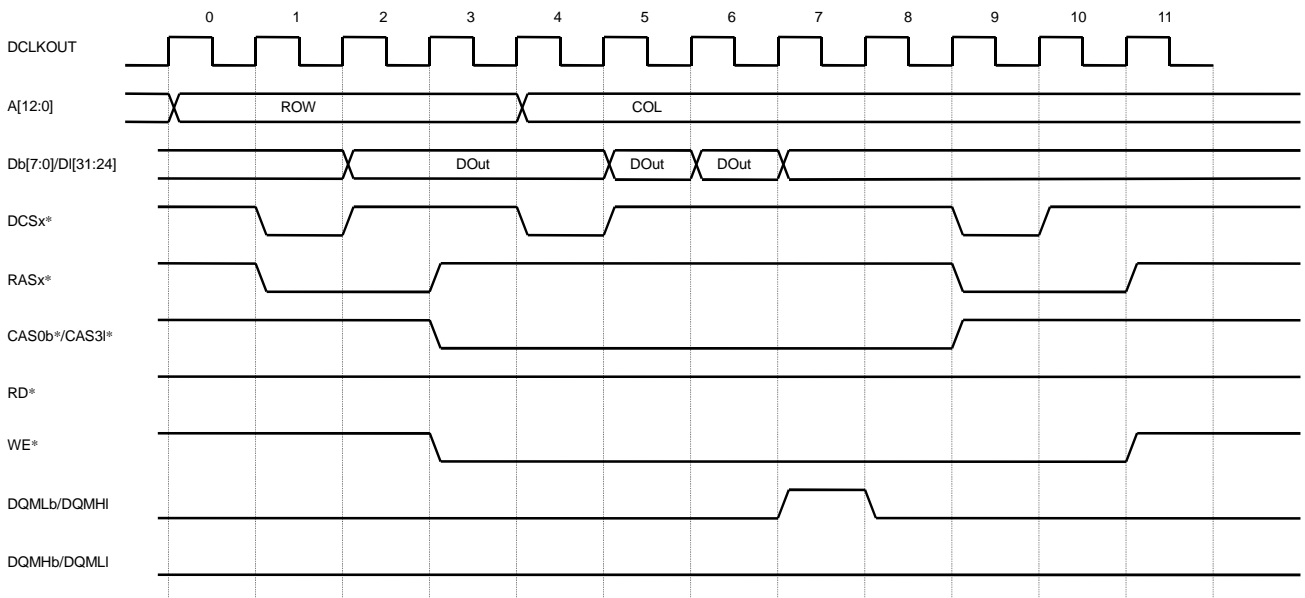 0 1 2 3 4 5 6 7 8 9 10 11
DCLKOUT
A[12:0] ROW COL
Db[7:0]/Dl[31:24] DOut DOut DOut
DCSx*
RASx*
CAS0b*/CAS3l*
RD*
WE*
DQMLb/DQMHl
DQMHb/DQMLl